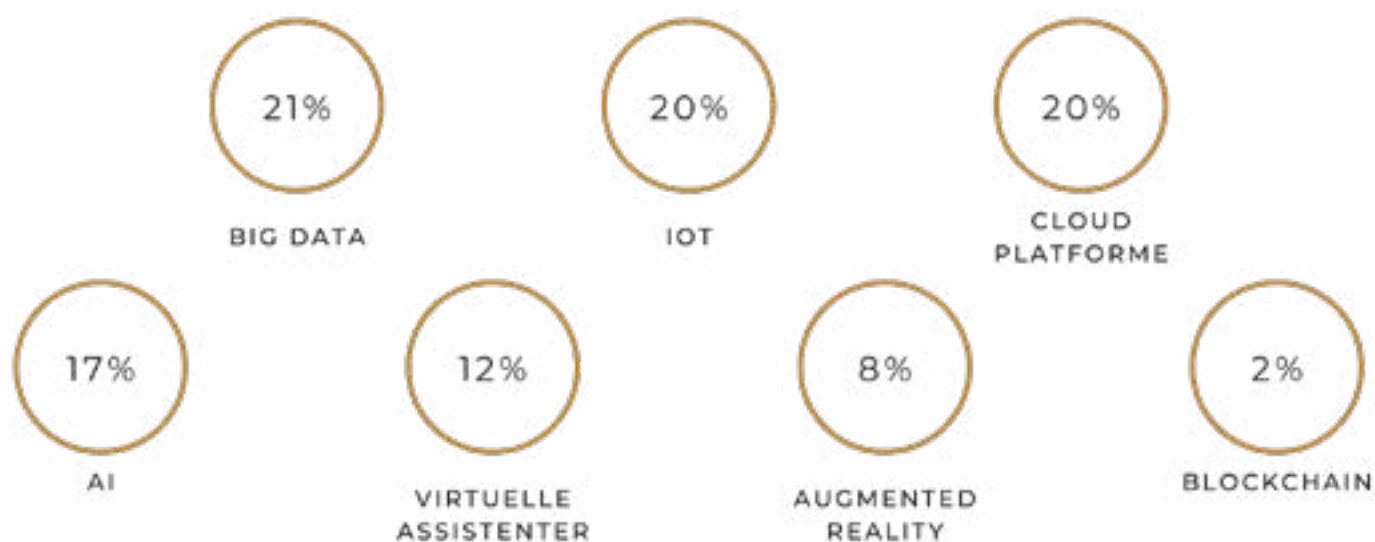 21%
20%
20%
BIG DATA
IOT
CLOUD
PLATFORME
17%
12%
8%
2%
AI
VIRTUELLE
ASSISTENTER
AUGMENTED
REALITY
BLOCKCHAIN